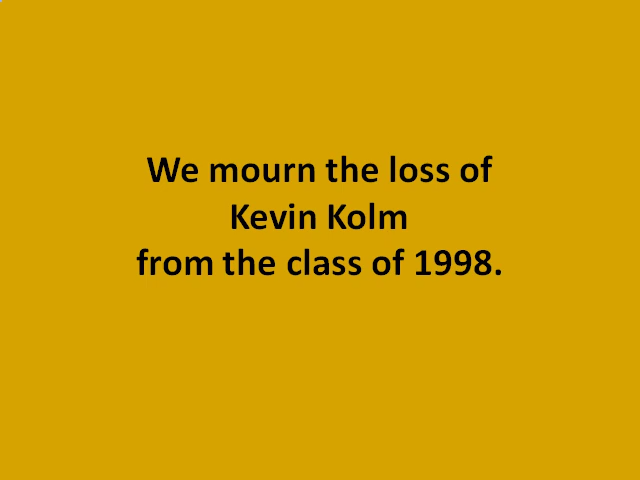 We mourn the loss of
Kevin Kolm
from the class of 1998.